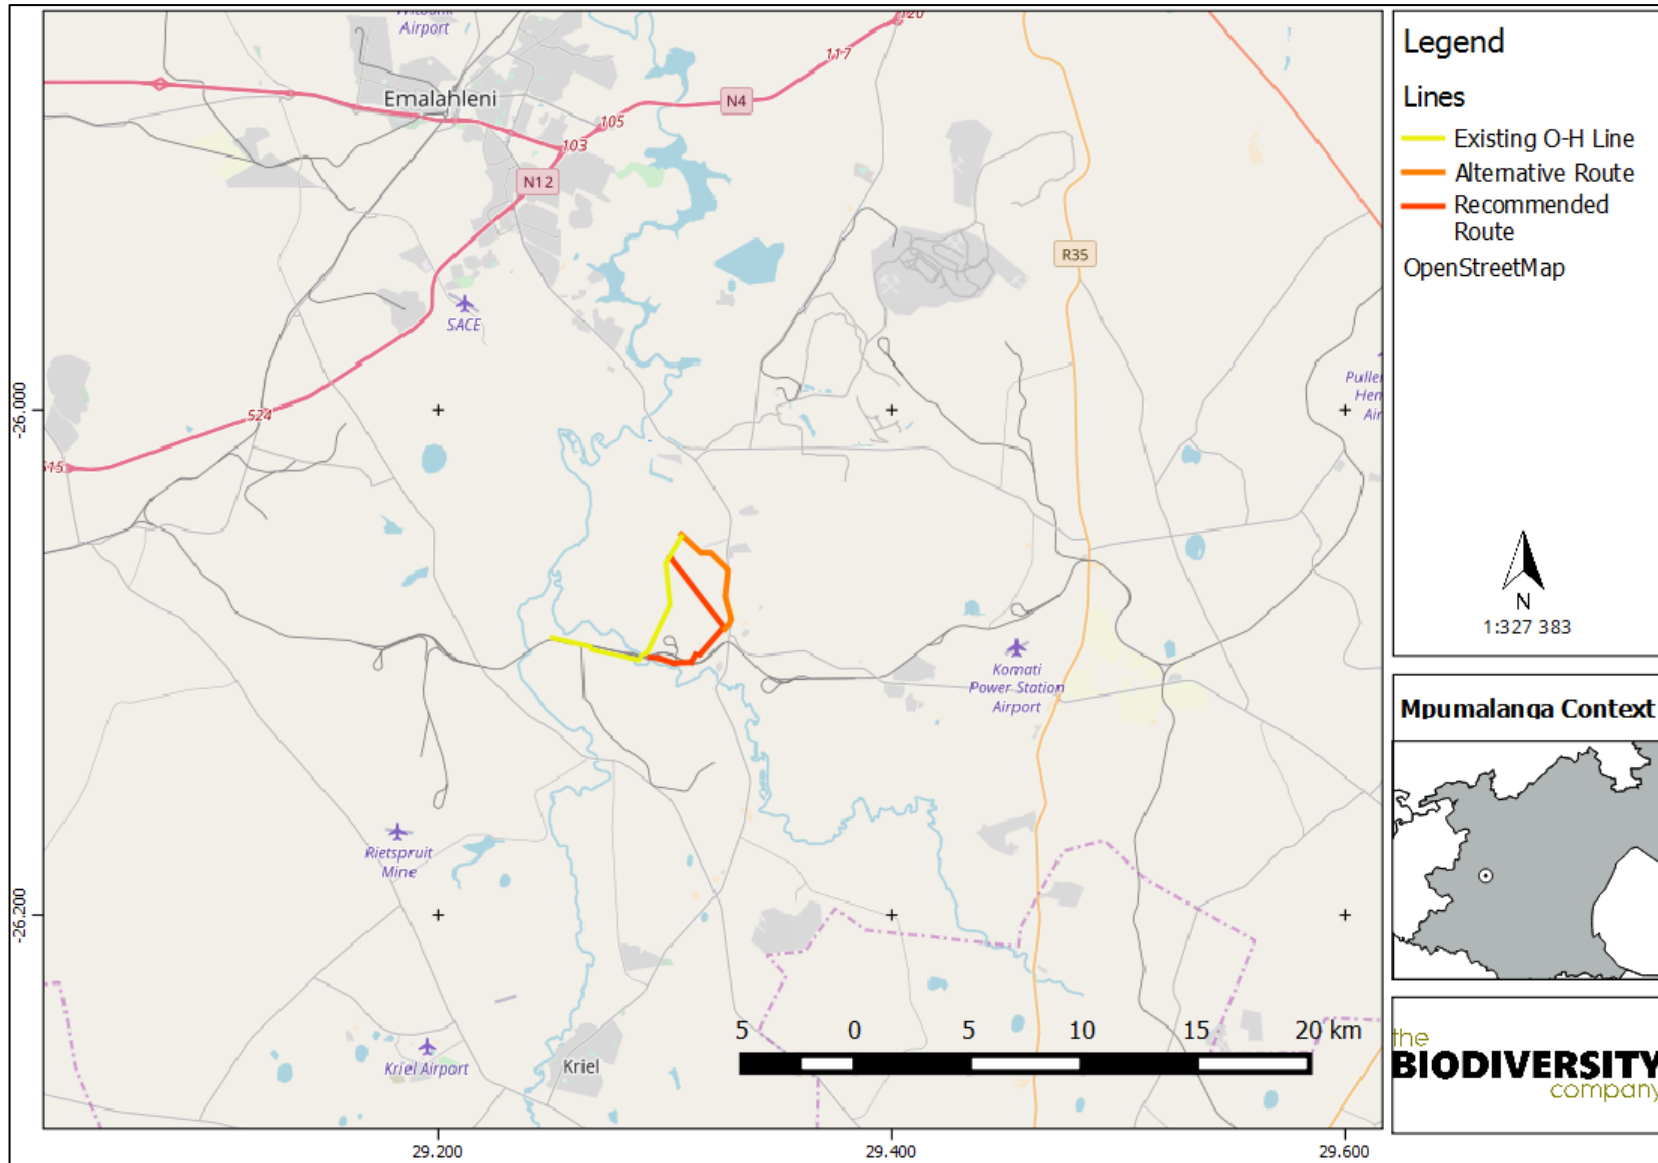 Airport
120
117
Emalahleni
N4
105
103
N12
R35
SACE
-26.000
524
Komati
Power Station
Airport
Rietspruit
Mine
-26.200
5 0 5 10 15 20 km
Kriel Airport
Kriel
29.200 29.400 29.600
Legend
Lines
Existing O-H Line
Alternative Route
Recommended
Route
OpenStreetMap
N
1:327 383
Mpumalanga Context
the
BIODIVERSITY
company